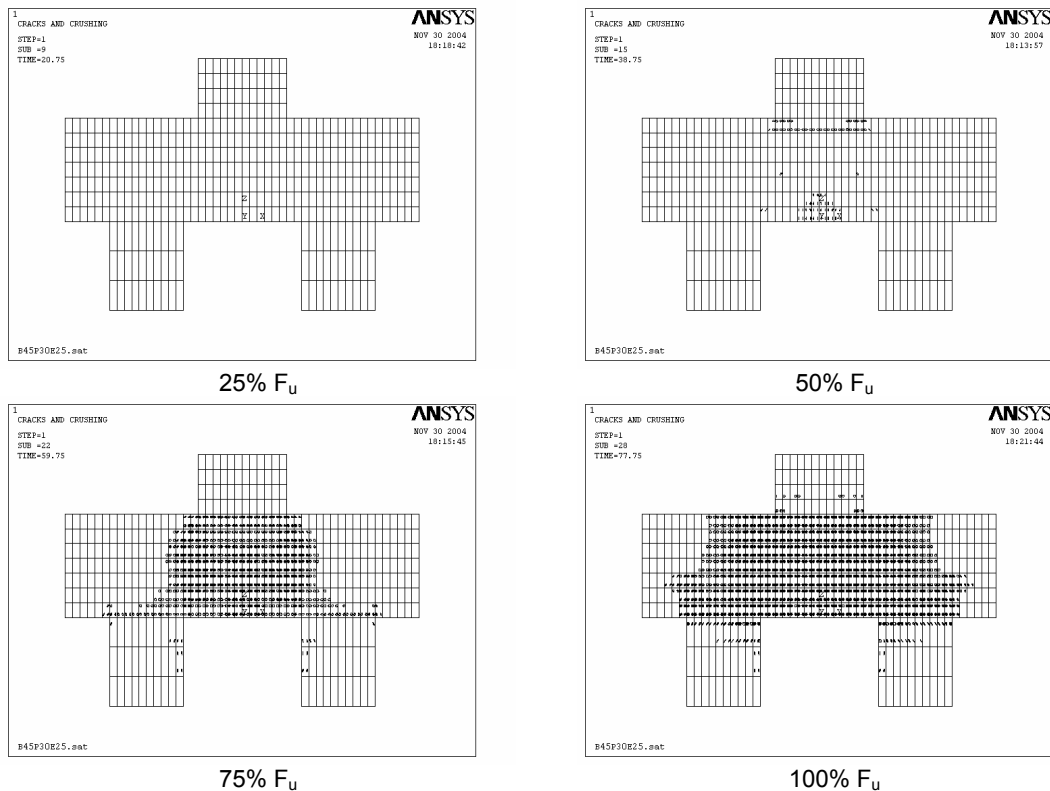 1
CRACKS AND CRUSHING
STEP=1
SUB =9
TIME=20.75
ANSYS
NOV 30 2004
18:18:42
Z
Y X
B45P30E25.sat
25% Fu
1
CRACKS AND CRUSHING
STEP=1
SUB =15
TIME=38.75
ANSYS
NOV 30 2004
18:13:57
Z
Y X
B45P30E25.sat
50% Fu
1
CRACKS AND CRUSHING
STEP=1
SUB =22
TIME=59.75
ANSYS
NOV 30 2004
18:15:45
Z
Y X
B45P30E25.sat
75% Fu
1
CRACKS AND CRUSHING
STEP=1
SUB =28
TIME=77.75
ANSYS
NOV 30 2004
18:21:44
Z
Y X
B45P30E25.sat
100% Fu